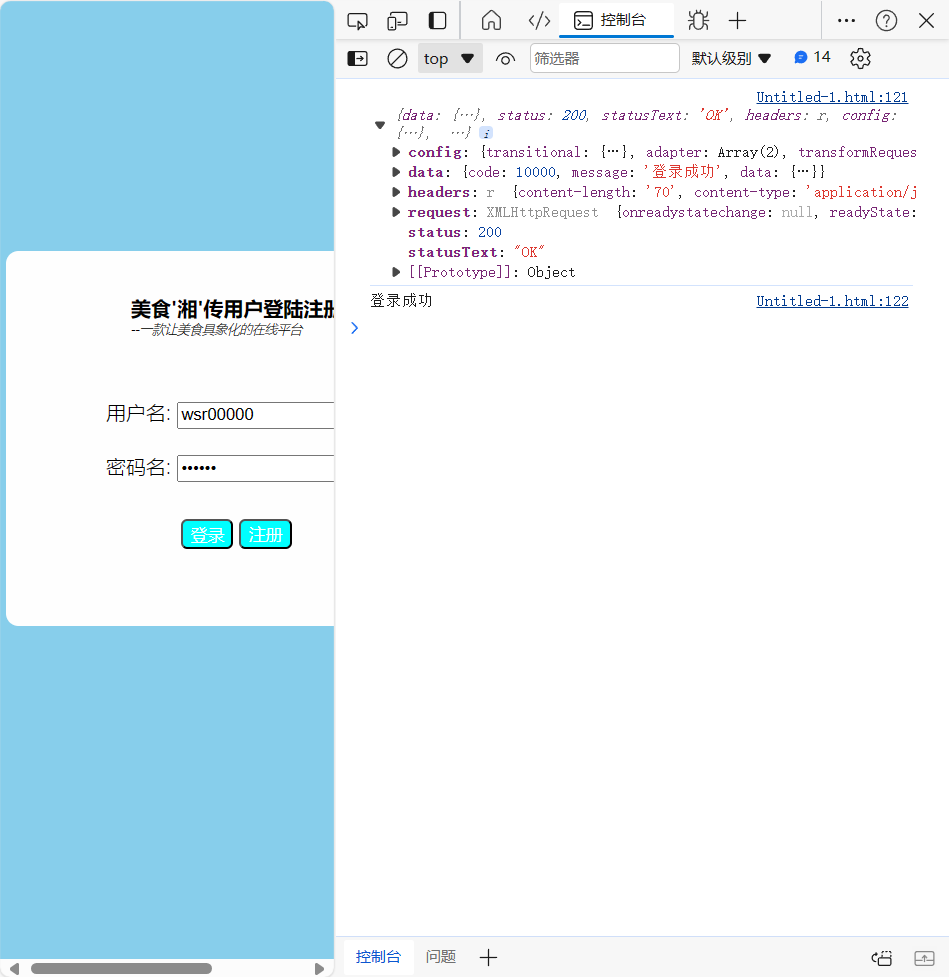 控制台
top
筛选器
默认级别
14
Untitled-1.html:121
{data: {…}, status: 200, statusText: 'OK', headers: r, config:
{…}, …} i
config: {transitional: {…}, adapter: Array(2), transformReques
data: {code: 10000, message: '登录成功', data: {…}}
headers: r {content-length: '70', content-type: 'application/j
request: XMLHttpRequest {onreadystatechange: null, readyState:
status: 200
statusText: "OK"
[[Prototype]]: Object
登录成功 Untitled-1.html:122
美食'湘'传用户登陆注册
--一款让美食具象化的在线平台
用户名: wsr00000
密码名: ••••••
登录 注册
控制台 问题